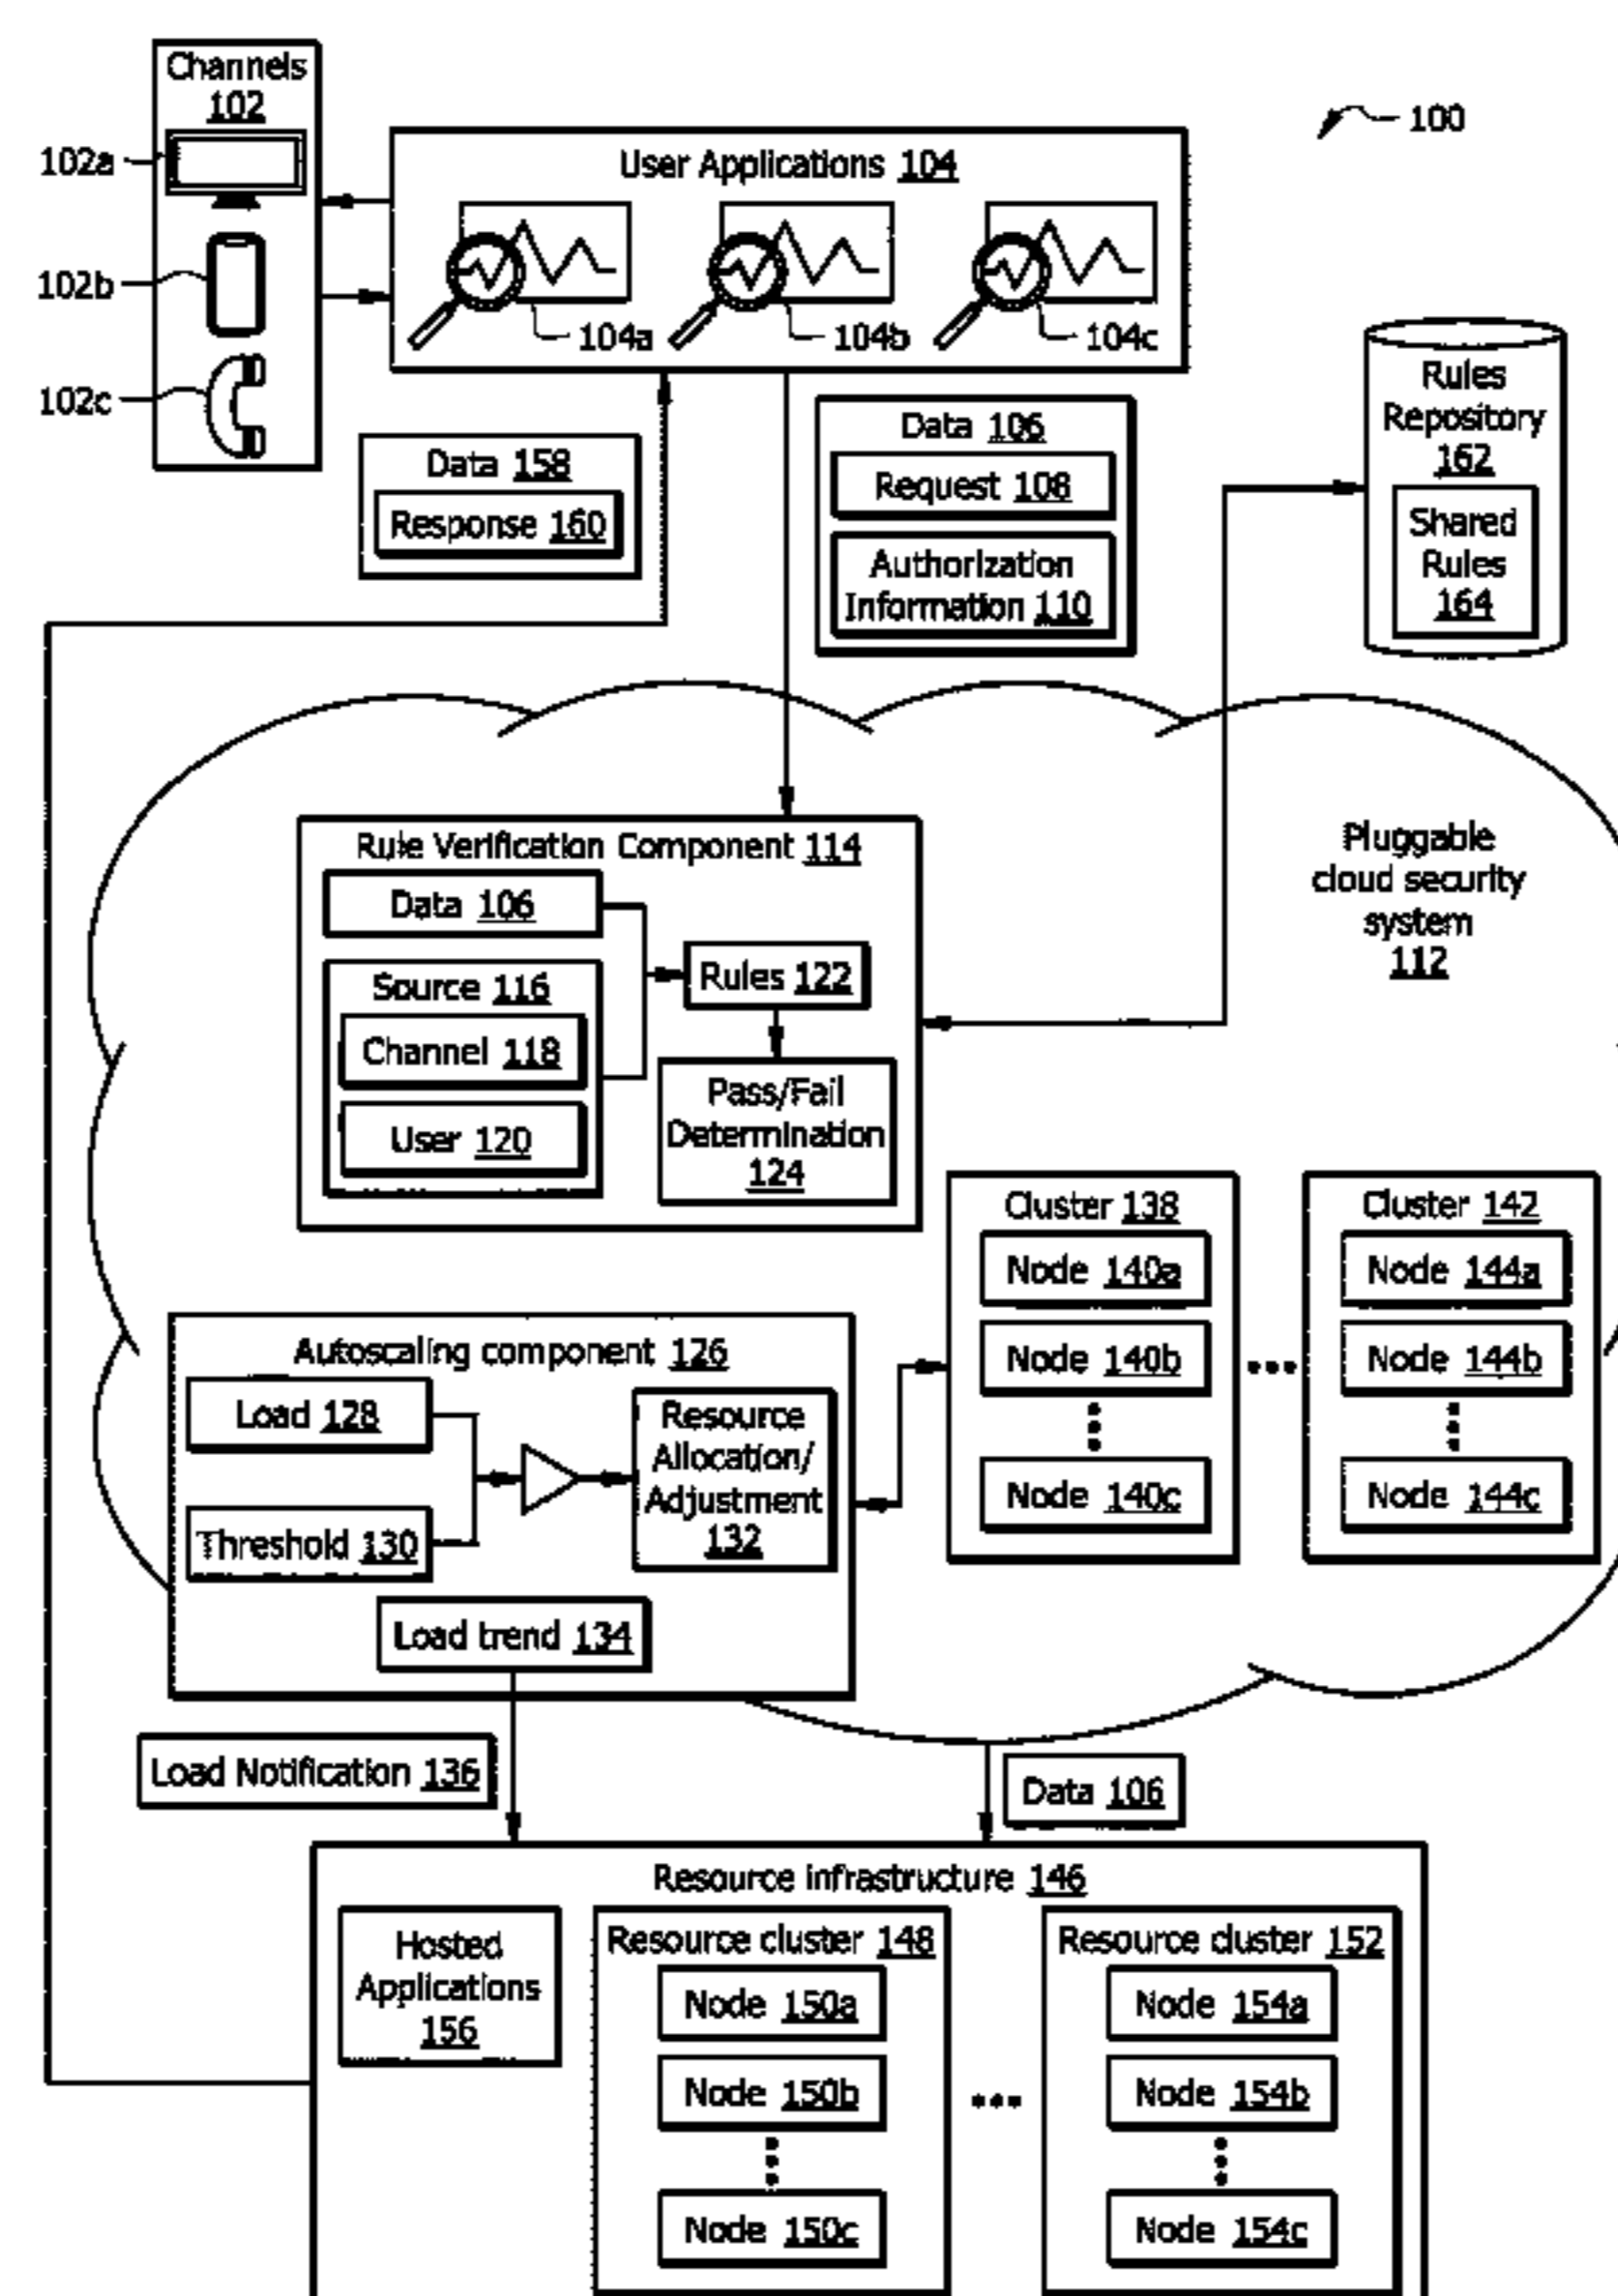 Channels
102
102a
102b
102c
100
User Applications 104
104a
104b
104c
Data 158
Response 160
Data 106
Request 108
Authorization
Information 110
Rules
Repository
162
Shared
Rules
164
Pluggable
cloud security
system
112
Rule Verification Component 114
Data 106
Source 116
Channel 118
User 120
Rules 122
Pass/Fail
Determination
124
Cluster 138
Node 140a
Node 140b
Node 140c
Cluster 142
Node 144a
Node 144b
Node 144c
Autoscaling component 126
Load 128
Threshold 130
Resource
Allocation/
Adjustment
132
Load trend 134
Load Notification 136
Data 106
Resource infrastructure 146
Hosted
Applications
156
Resource cluster 148
Node 150a
Node 150b
Node 150c
Resource cluster 152
Node 154a
Node 154b
Node 154c